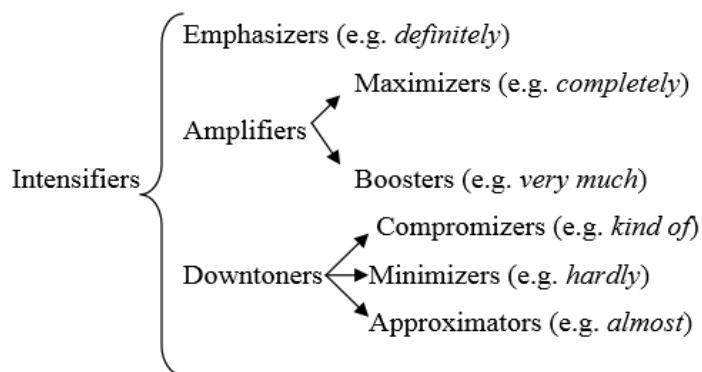 Emphasizers (e.g. definitely)
Maximizers (e.g. completely)
Amplifiers
Intensifiers
Boosters (e.g. very much)
Compromizers (e.g. kind of)
Downtoners
Minimizers (e.g. hardly)
Approximators (e.g. almost)